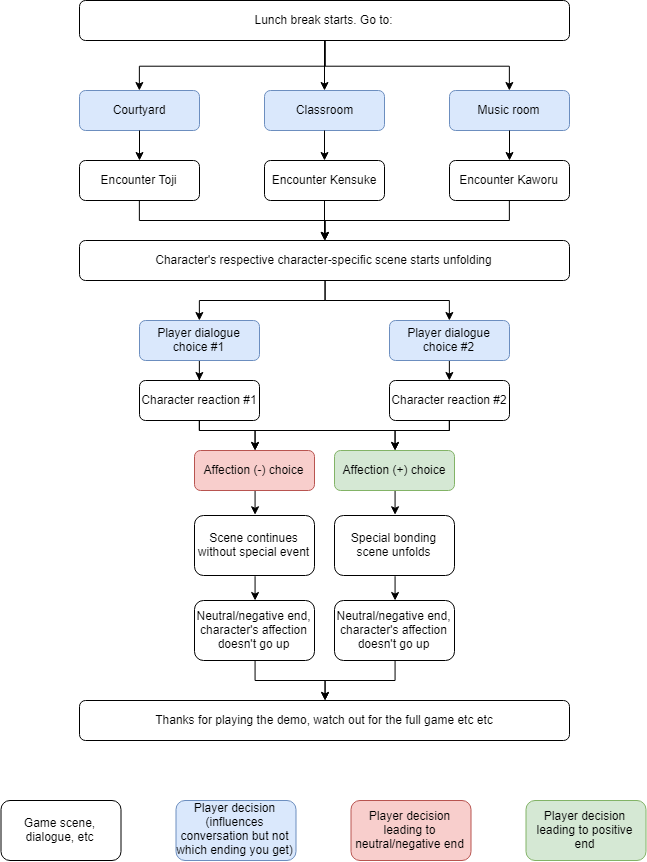 Lunch break starts. Go to:
Courtyard
Classroom
Music room
Encounter Toji
Encounter Kensuke
Encounter Kaworu
Character's respective character-specific scene starts unfolding
Player dialogue
choice #1
Player dialogue
choice #2
Character reaction #1
Character reaction #2
Affection (-) choice
Affection (+) choice
Scene continues
without special event
Special bonding
scene unfolds
Neutral/negative end,
character's affection
doesn't go up
Neutral/negative end,
character's affection
doesn't go up
Thanks for playing the demo, watch out for the full game etc etc
Game scene,
dialogue, etc
Player decision
(influences
conversation but not
which ending you get)
Player decision
leading to
neutral/negative end
Player decision
leading to positive
end